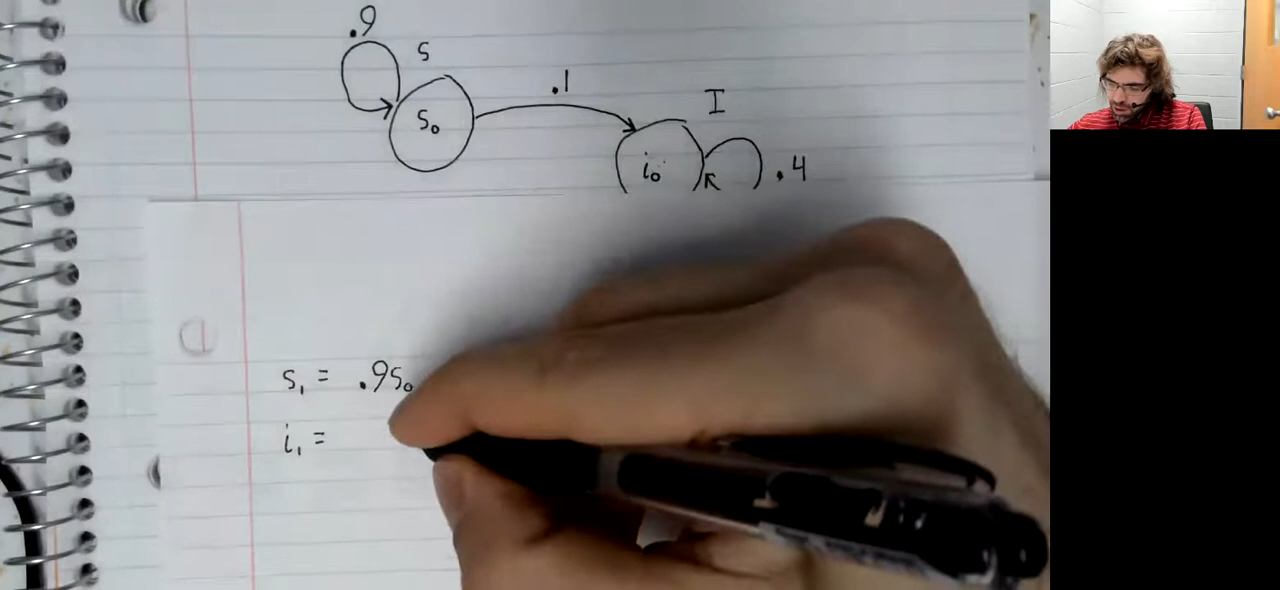 .9
S
s₀
.1
I
i₀
.4
s₁ = .9s₀
i₁ =